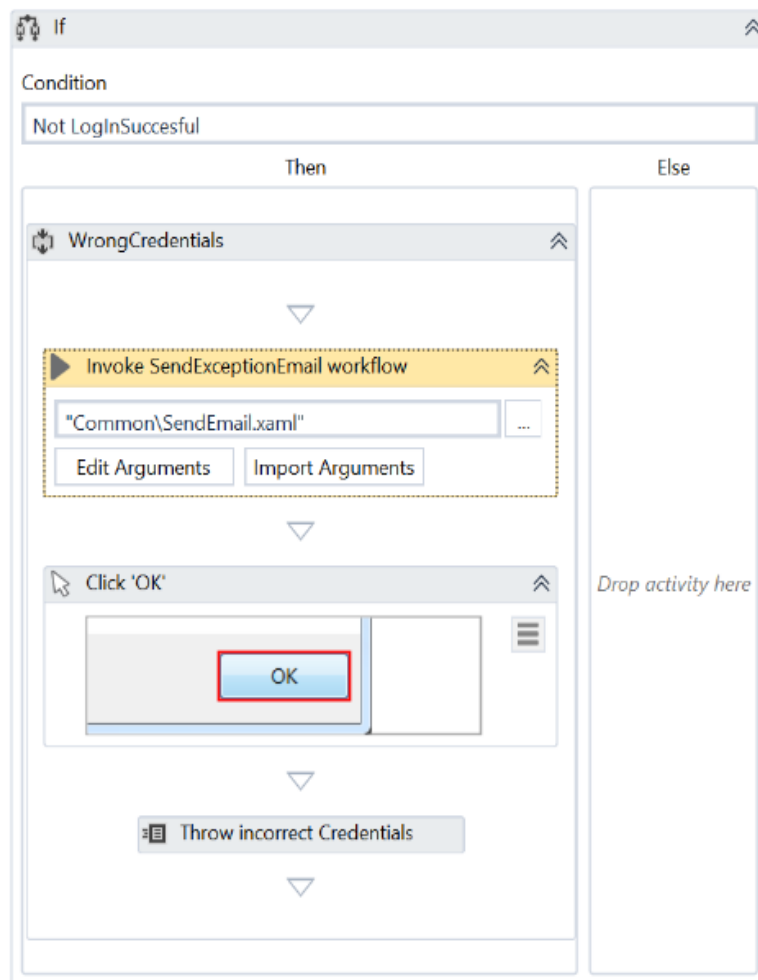 If
Condition
Not LogInSuccesful
Then
Else
WrongCredentials
Invoke SendExceptionEmail workflow
"Common\SendEmail.xaml"
...
Edit Arguments
Import Arguments
Click 'OK'
OK
Drop activity here
Throw incorrect Credentials